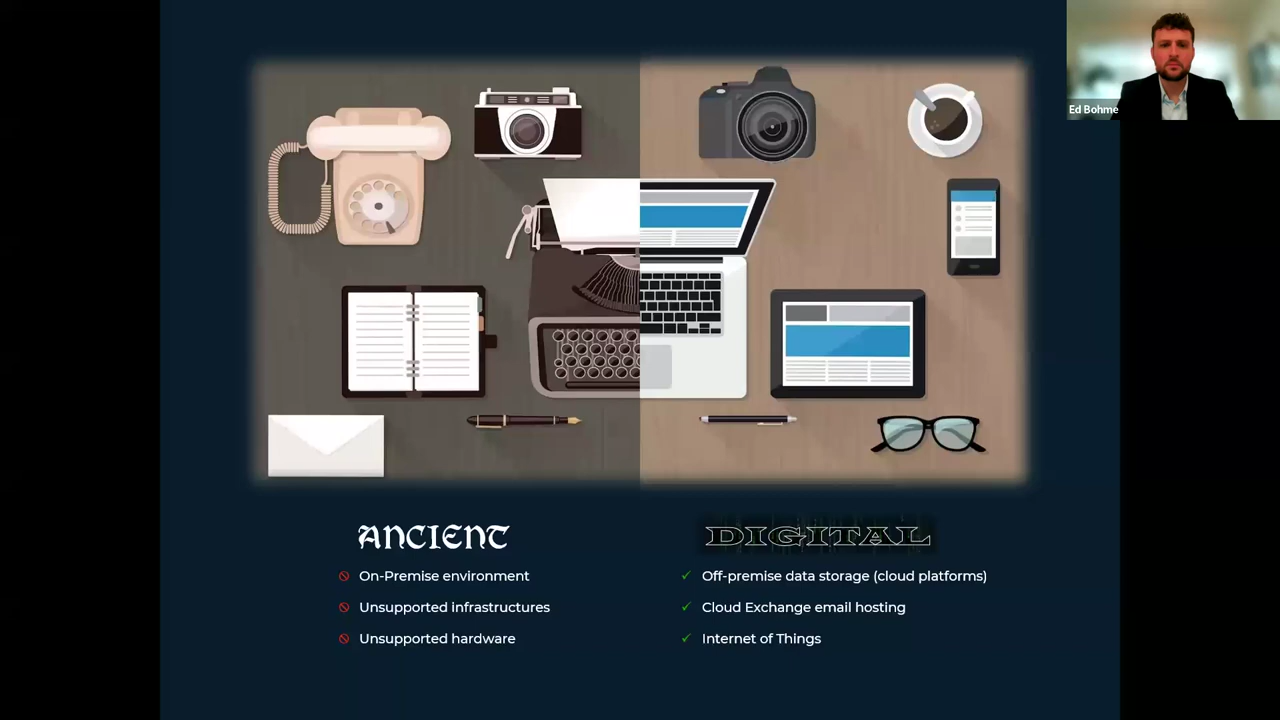 Ed Bohme
ANCIENT
On-Premise environment
Unsupported infrastructures
Unsupported hardware
DIGITAL
Off-premise data storage (cloud platforms)
Cloud Exchange email hosting
Internet of Things